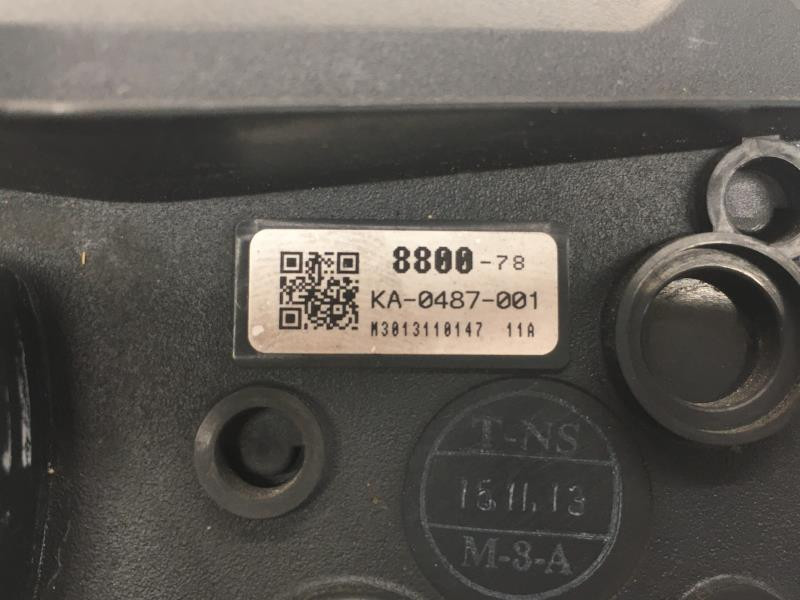 8800-78
KA-0487-001
M3013110147 11A
T-NS
15.11.13
M-3-A